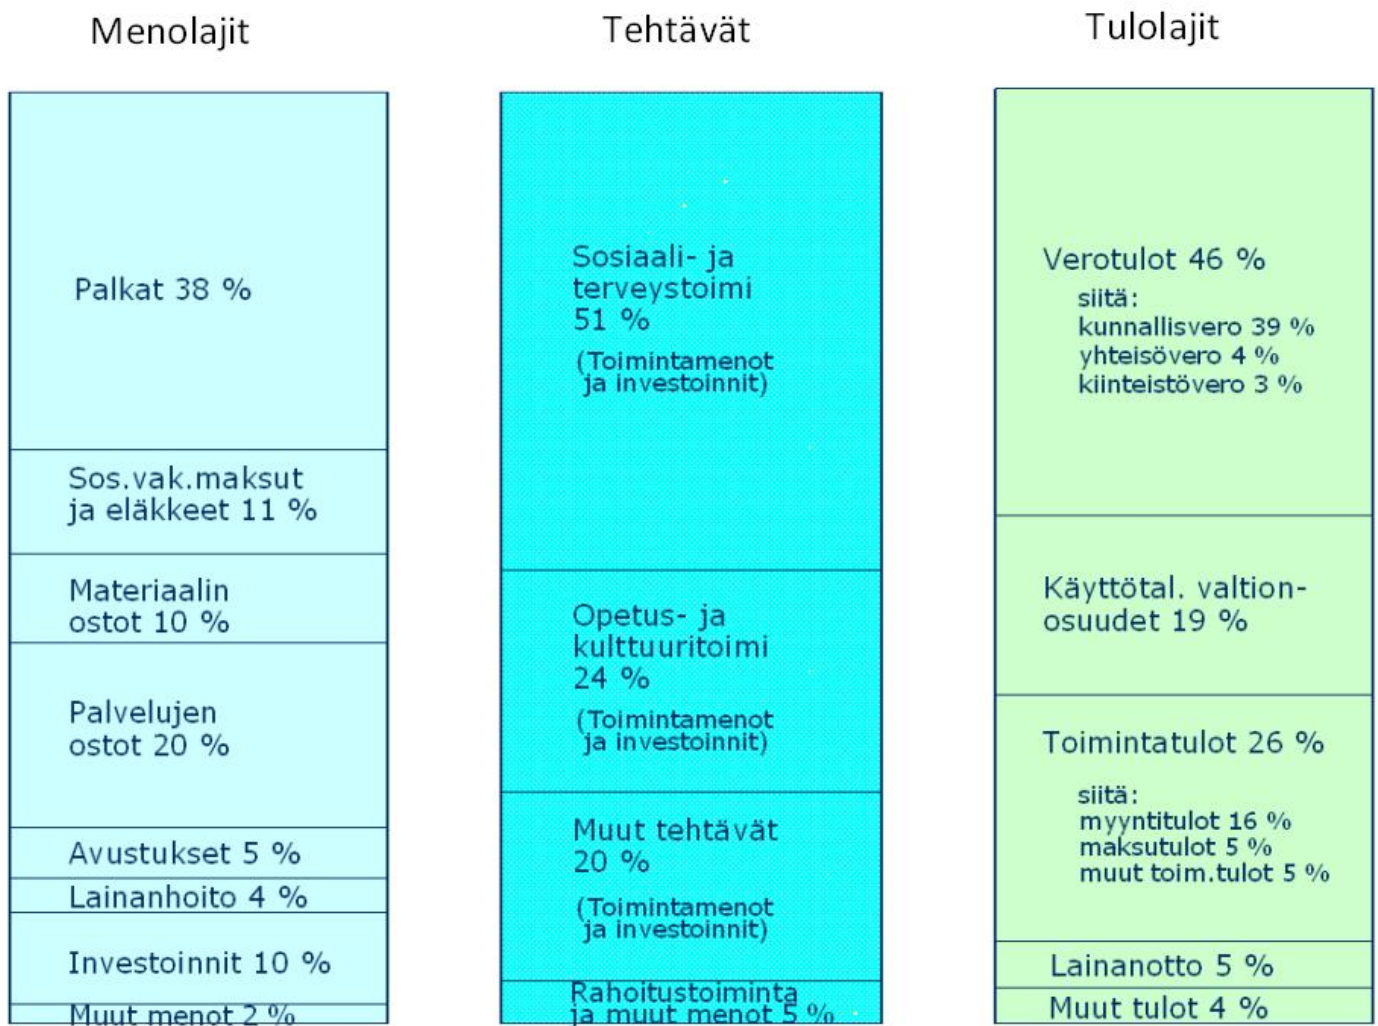 Menolajit
Palkat 38 %
Sos.vak.maksut
ja eläkkeet 11 %
Materiaalin
ostot 10 %
Palvelujen
ostot 20 %
Avustukset 5 %
Lainanhoito 4 %
Investoinnit 10 %
Muut menot 2 %
Tehtävät
Sosiaali- ja
terveystoimi
51 %
(Toimintamenot
ja investoinnit)
Opetus- ja
kulttuuritoimi
24 %
(Toimintamenot
ja investoinnit)
Muut tehtävät
20 %
(Toimintamenot
ja investoinnit)
Rahoitustoiminta
ja muut menot 5 %
Tulolajit
Verotulot 46 %
siitä:
kunnallisvero 39 %
yhteisövero 4 %
kiinteistövero 3 %
Käyttötal. valtion-
osuudet 19 %
Toimintatulot 26 %
siitä:
myyntitulot 16 %
maksutulot 5 %
muut toim.tulot 5 %
Lainanotto 5 %
Muut tulot 4 %